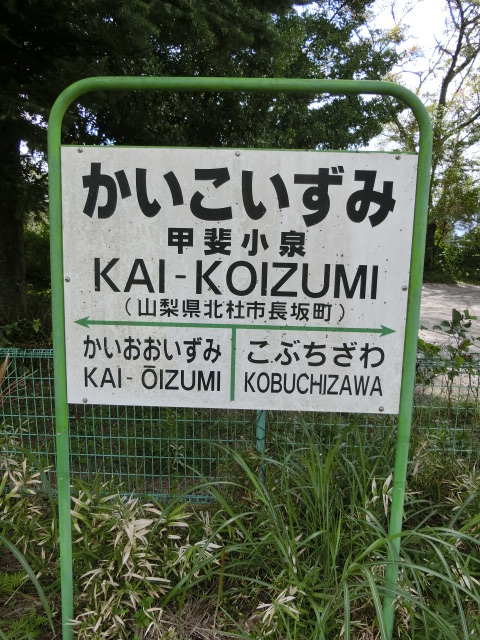 かいこいずみ
甲斐小泉
KAI-KOIZUMI
(山梨県北杜市長坂町)
かいおおいずみ
KAI-ŌIZUMI
こぶちざわ
KOBUCHIZAWA